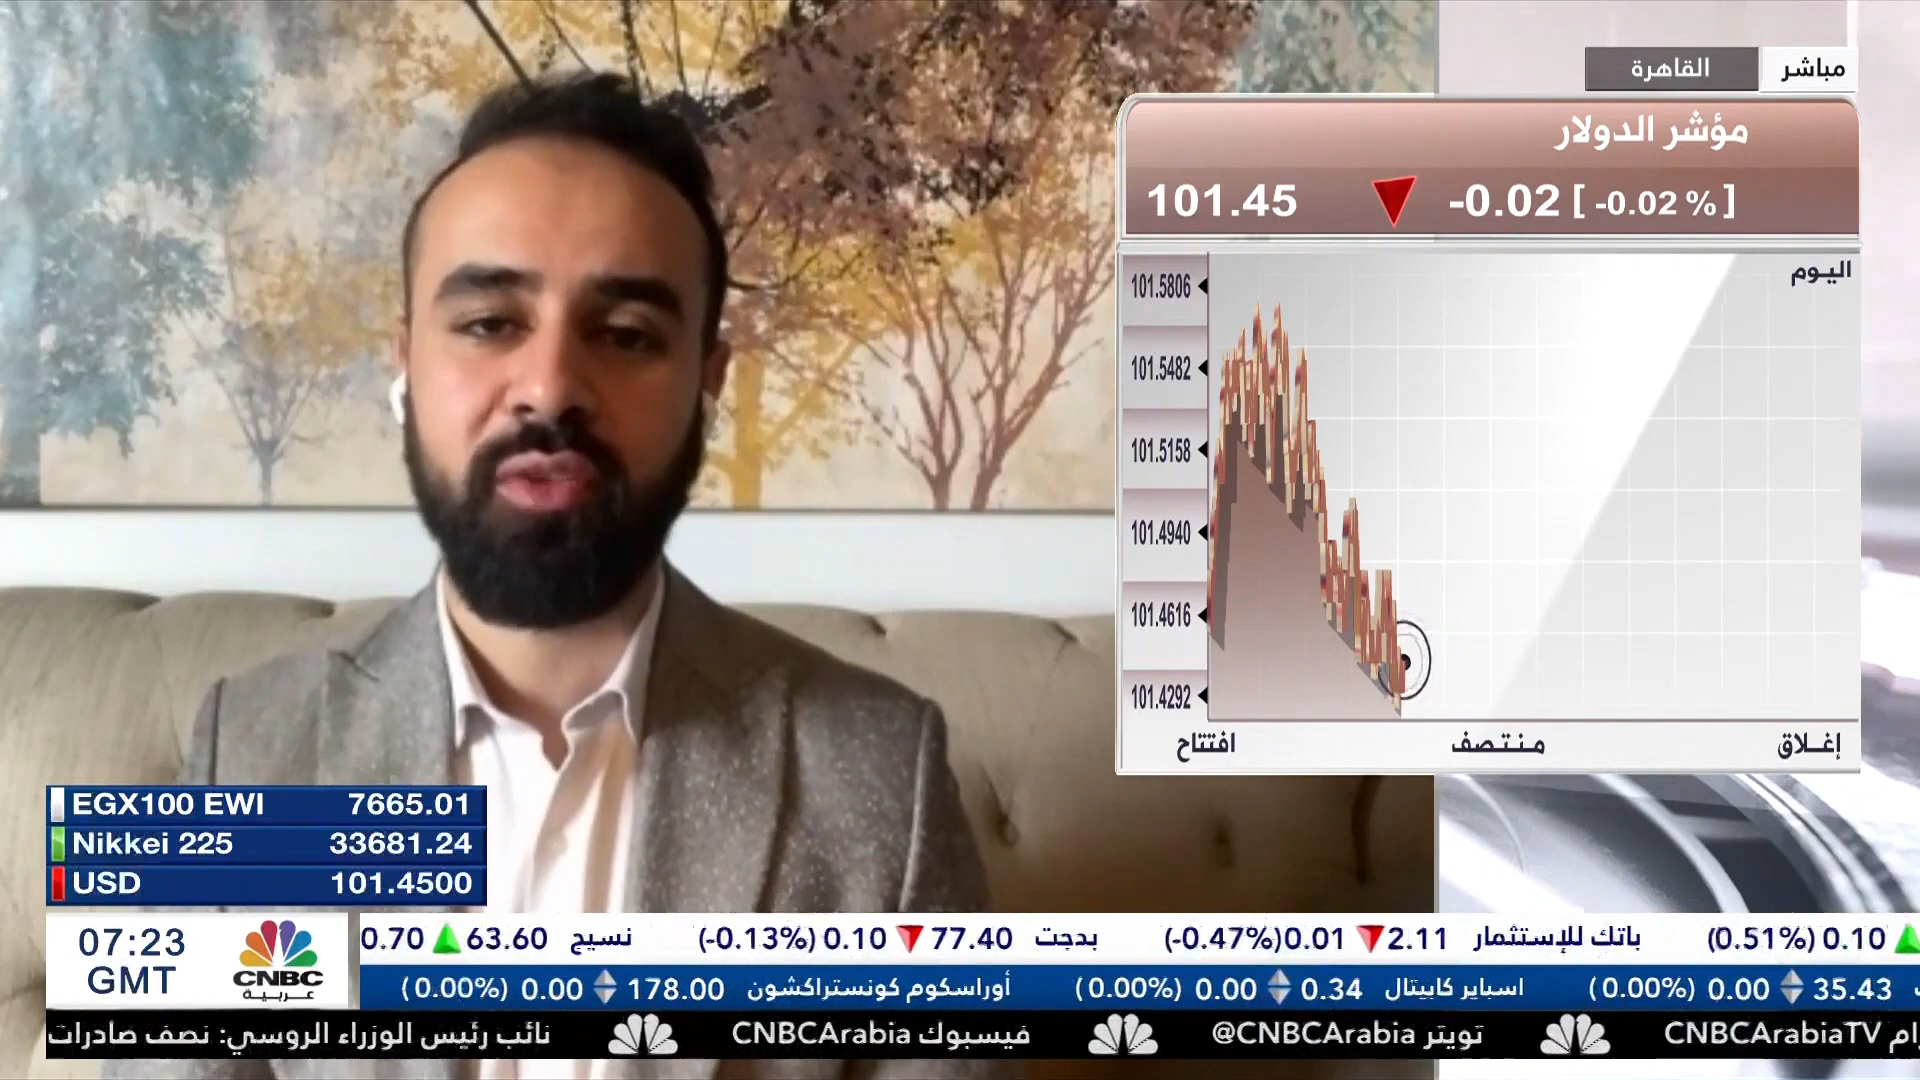 مباشر القاهرة
مؤشر الدولار
101.45 ▼ -0.02 [ -0.02 % ]
اليوم
101.5806
101.5482
101.5158
101.4940
101.4616
101.4292
افتتاح منتصف إغلاق
EGX100 EWI 7665.01
Nikkei 225 33681.24
USD 101.4500
07:23
GMT
CNBC
عربية
0.70 ▲ 63.60 نسيج (-0.13%) 0.10 ▼ 77.40 بدجت (-0.47%) 0.01 ▼ 2.11 باتك للإستثمار (0.51%) 0.10 ▲
(0.00%) 0.00 178.00 أوراسكوم كونستراكشون (0.00%) 0.00 0.34 اسباير كابيتال (0.00%) 0.00 35.43
CNBCArabiaTV تويتر @CNBCArabia فيسبوك CNBCArabia نائب رئيس الوزراء الروسي: نصف صادرات